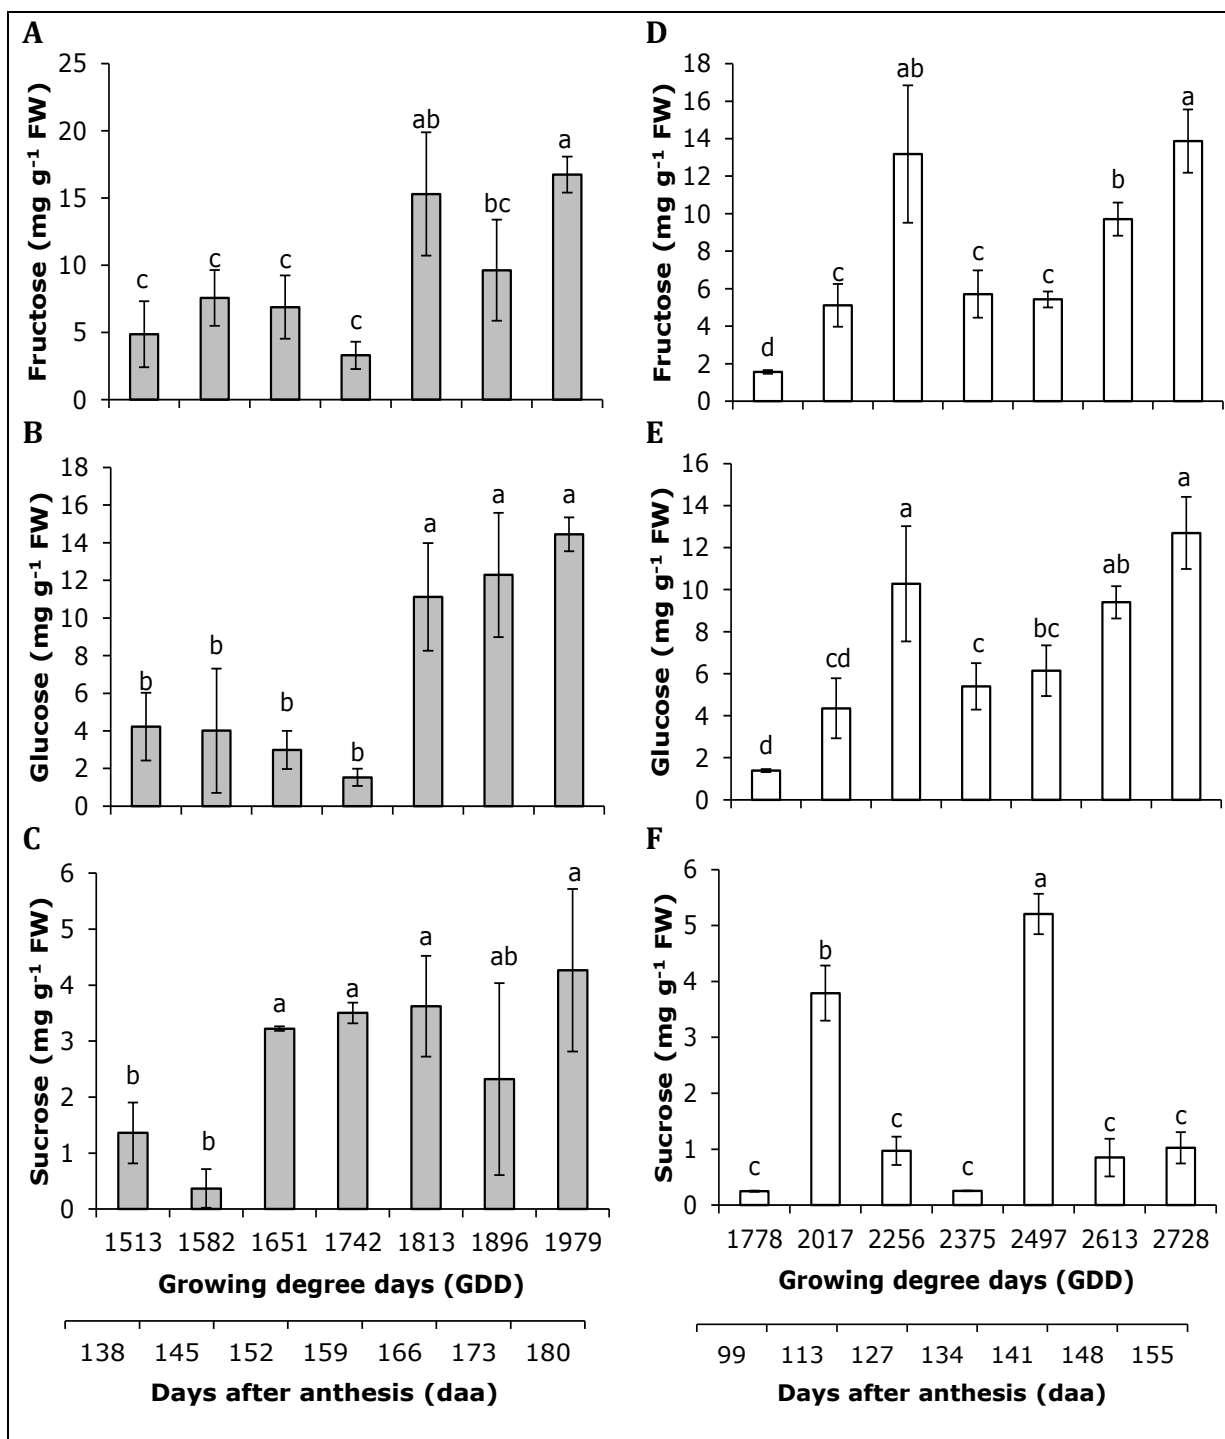 A
Fructose (mg g⁻¹ FW)
25
20
15
10
5
0
c
c
c
c
ab
bc
a
D
Fructose (mg g⁻¹ FW)
18
16
14
12
10
8
6
4
2
0
d
c
ab
c
c
b
a
B
Glucose (mg g⁻¹ FW)
18
16
14
12
10
8
6
4
2
0
b
b
b
b
a
a
a
E
Glucose (mg g⁻¹ FW)
16
14
12
10
8
6
4
2
0
d
cd
a
c
bc
ab
a
C
Sucrose (mg g⁻¹ FW)
6
5
4
3
2
1
0
b
b
a
a
a
ab
a
1513 1582 1651 1742 1813 1896 1979
Growing degree days (GDD)
138 145 152 159 166 173 180
Days after anthesis (daa)
F
Sucrose (mg g⁻¹ FW)
6
5
4
3
2
1
0
c
b
c
c
a
c
c
1778 2017 2256 2375 2497 2613 2728
Growing degree days (GDD)
99 113 127 134 141 148 155
Days after anthesis (daa)